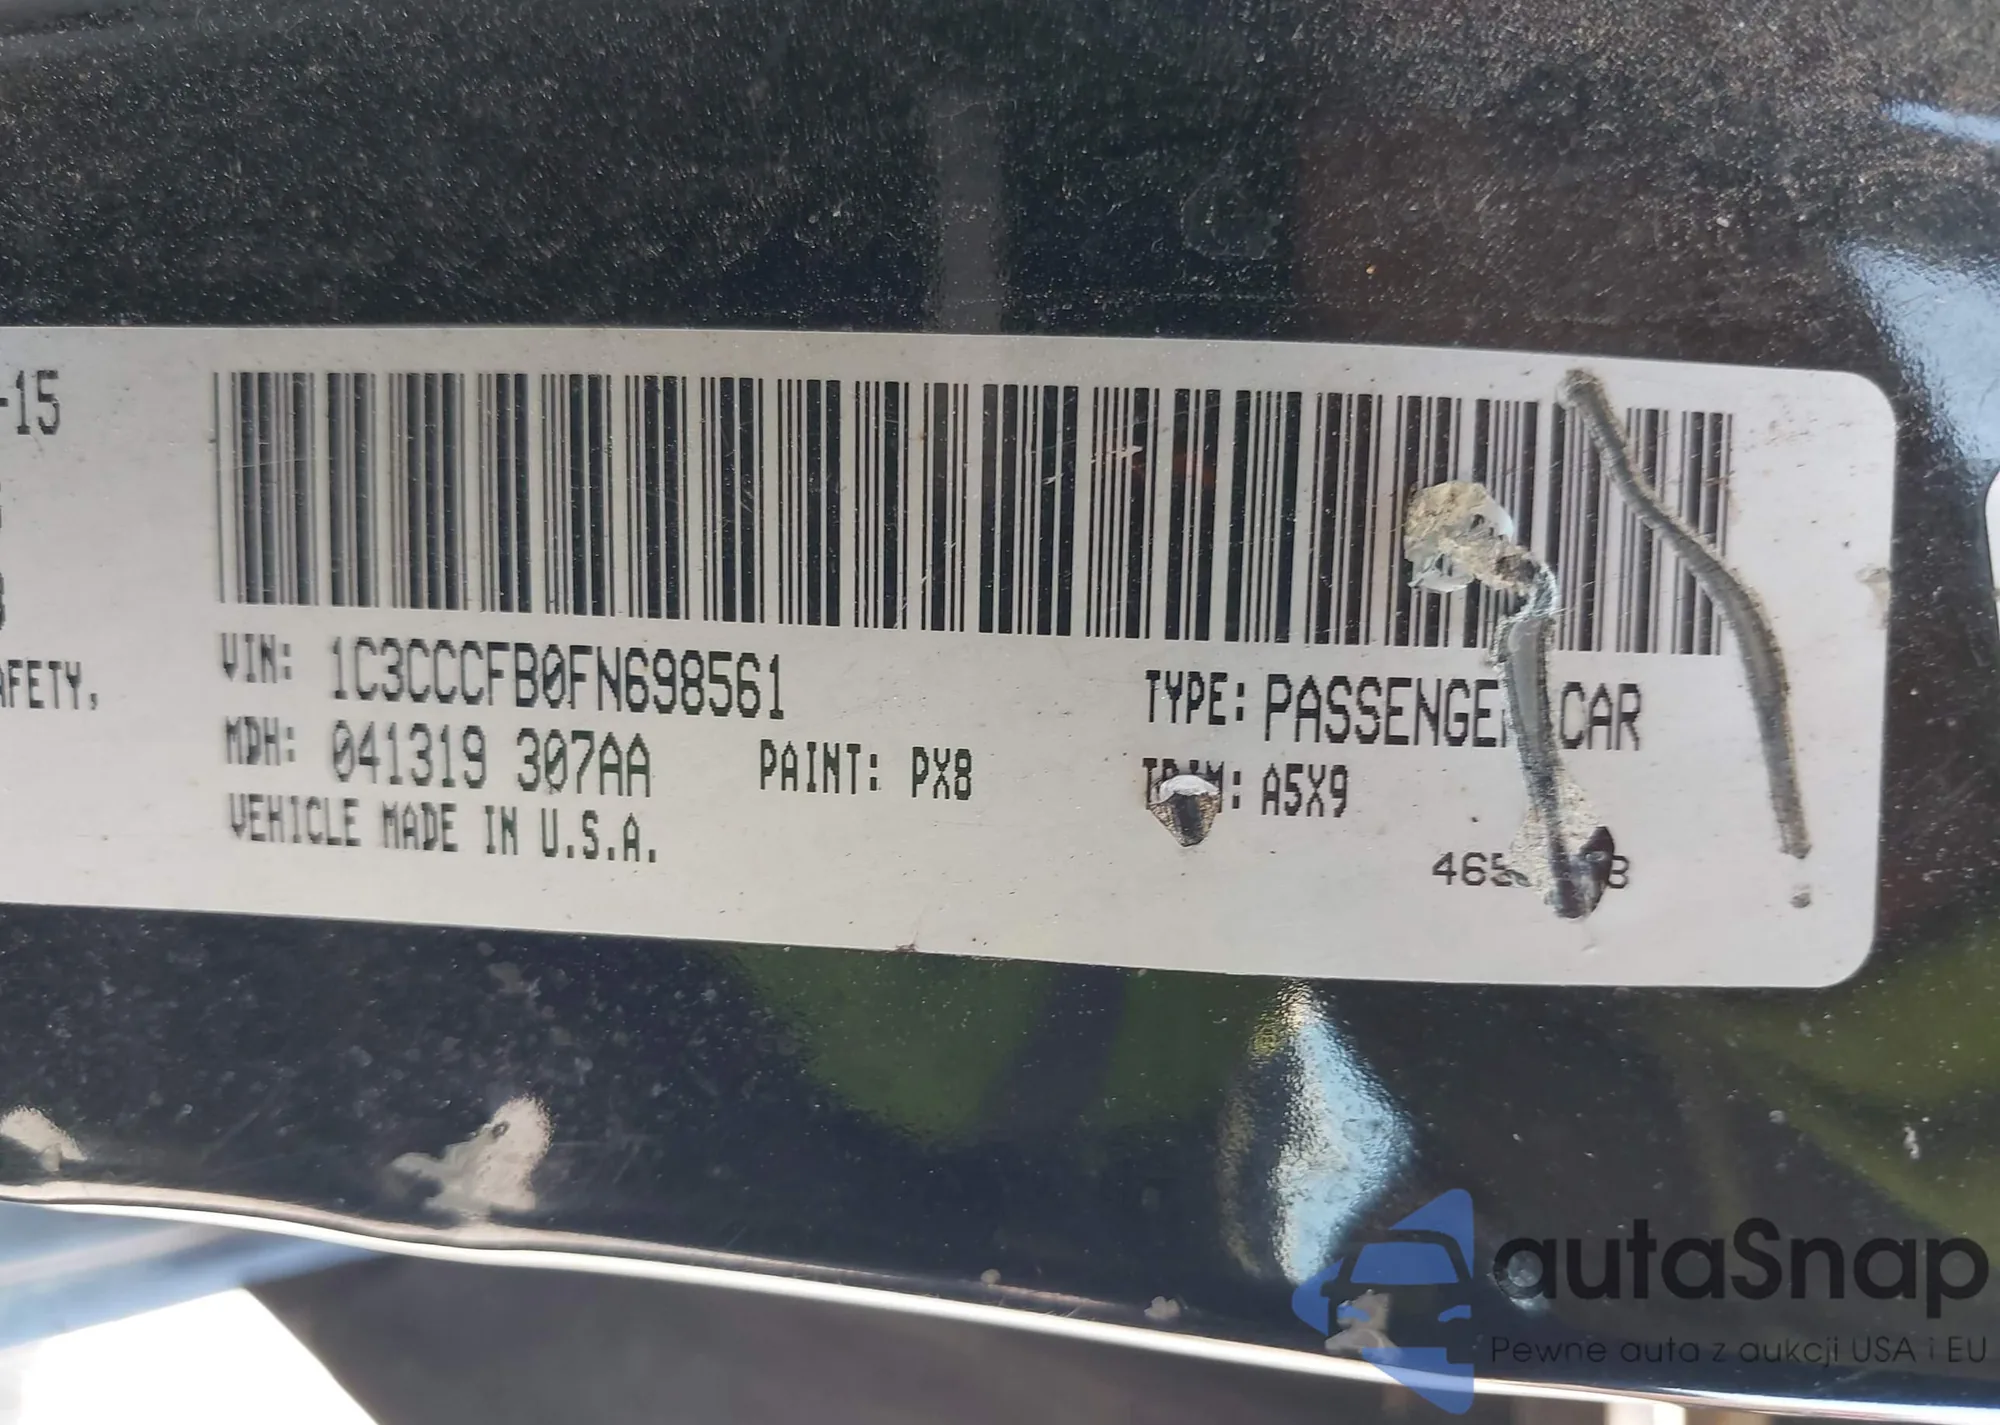 -15
AFETY,
VIN: 1C3CCCFB0FN698561
TYPE: PASSENGER CAR
MDH: 041319 307AA PAINT: PX8
TRIM: A5X9
VEHICLE MADE IN U.S.A.
autaSnap
Pewne auta z aukcji USA i EU